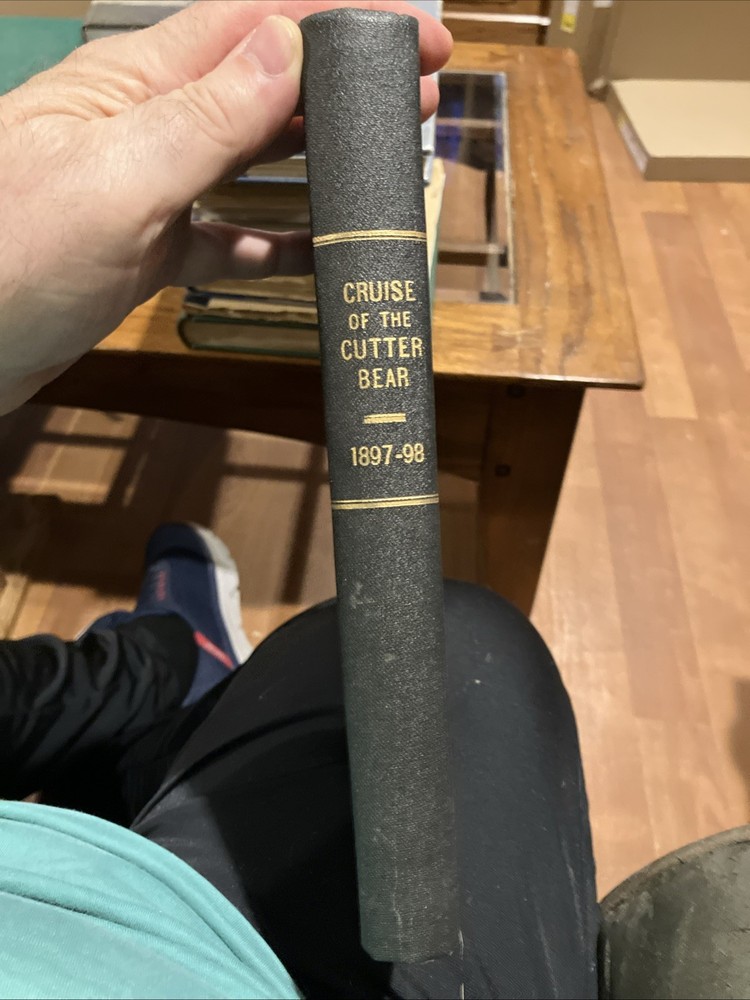 CRUISE
OF THE
CUTTER
BEAR
1897-98